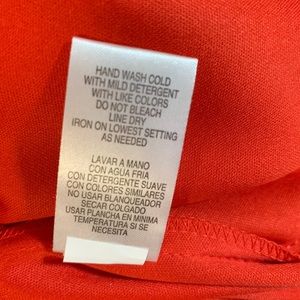 HAND WASH COLD
WITH MILD DETERGENT
WITH LIKE COLORS
DO NOT BLEACH
LINE DRY
IRON ON LOWEST SETTING
AS NEEDED
LAVAR A MANO
CON AGUA FRIA
CON DETERGENTE SUAVE
CON COLORES SIMILARES
NO USAR BLANQUEADOR
SECAR COLGADO
USAR PLANCHA EN MINIMA
TEMPERATURA SI SE
NECESITA